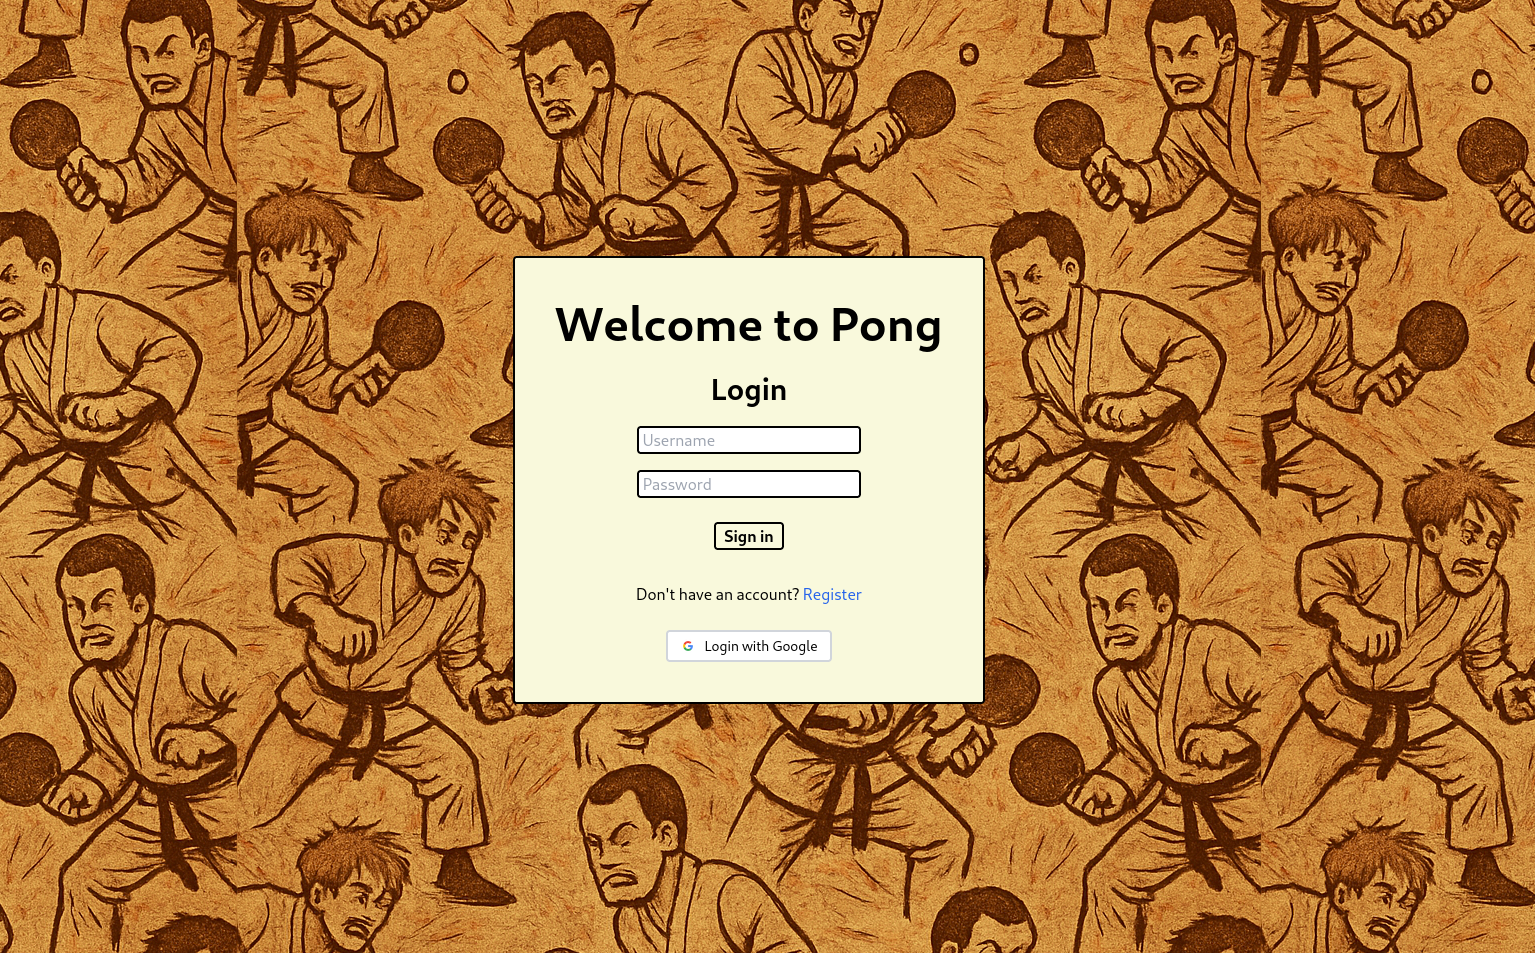 Welcome to Pong
Login
Username
Password
Sign in
Don't have an account? Register
Login with Google